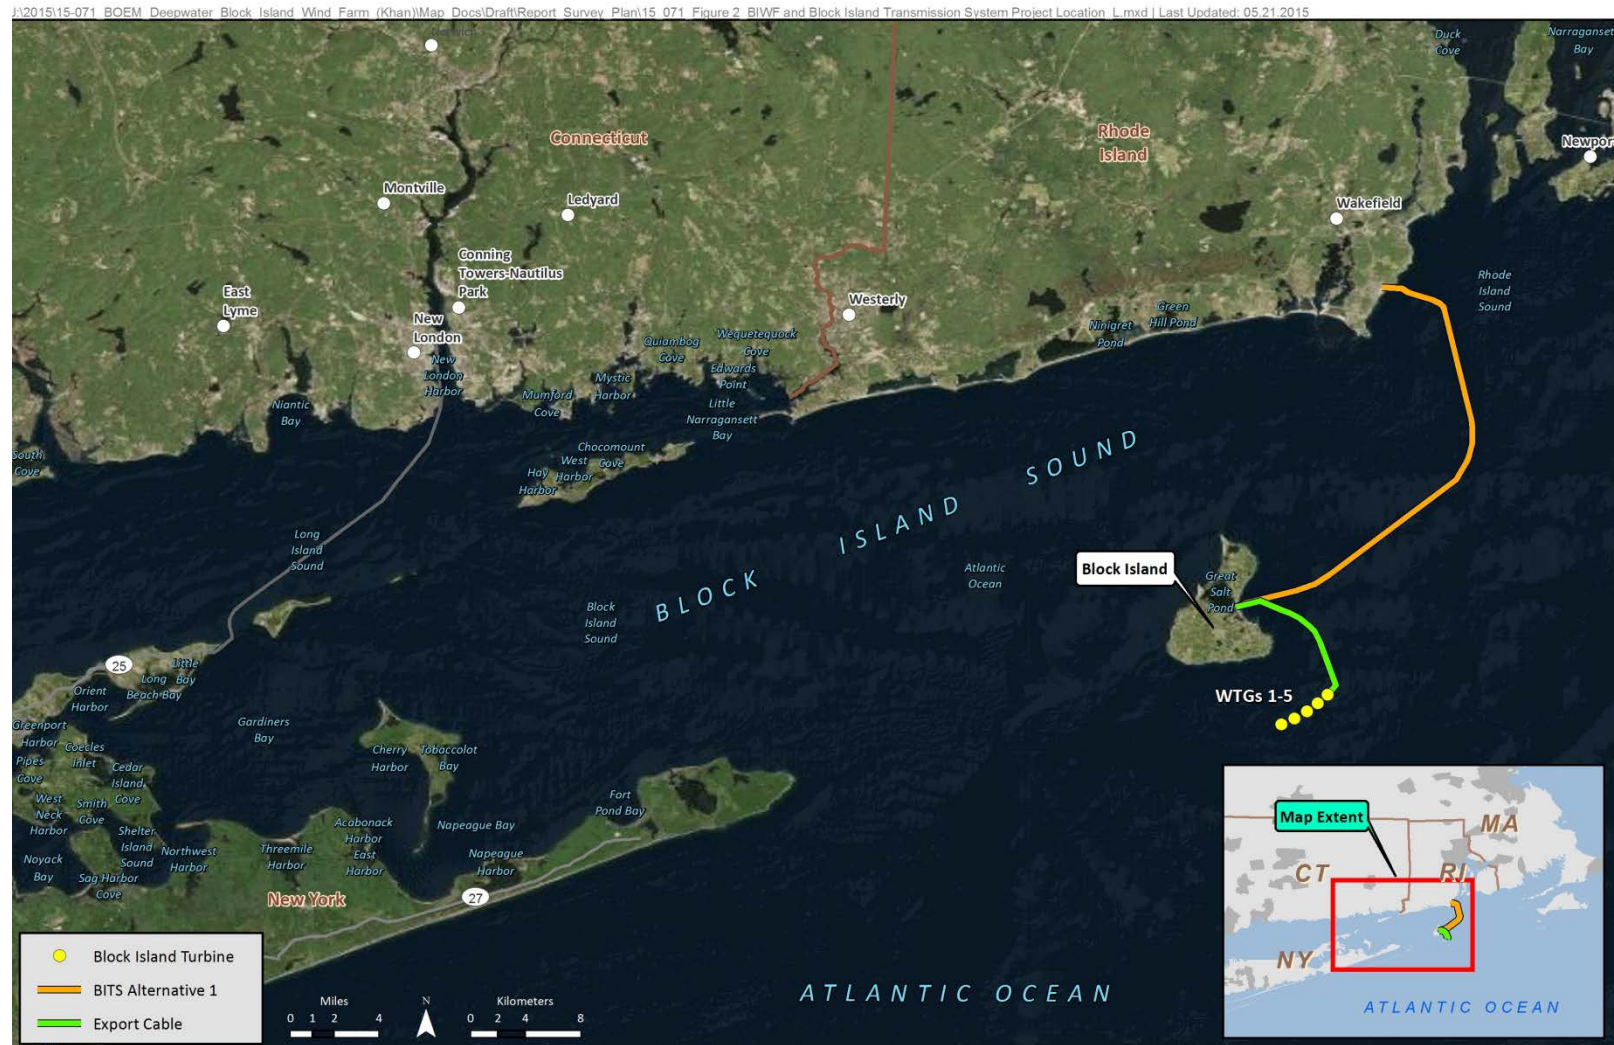 J:\2015\15-071_BOEM_Deepwater_Block_Island_Wind_Farm_(Khan)\Map_Docs\Draft\Report_Survey_Plan\15_071_Figure 2_BIWF and Block Island Transmission System Project Location_L.mxd | Last Updated: 05.21.2015
Duck
Cove
Narraganset
Bay
Connecticut
Rhode
Island
Newpor
Montville
Ledyard
Wakefield
Conning
Towers-Nautilus
Park
East
Lyme
New
London
New
London
Harbor
Westerly
Green
Hill Pond
Ninigret
Pond
Rhode
Island
Sound
Quiambog
Cove
Wequetequock
Cove
Edwards
Point
Mystic
Harbor
Mumford
Cove
Little
Narragansett
Bay
Niantic
Bay
South
Cove
Chocomount
Cove
West
Harbor
Hay
Harbor
BLOCK ISLAND SOUND
Long
Island
Sound
Atlantic
Ocean
Block Island
Great
Salt
Pond
Block
Island
Sound
25
Little
Bay
Long
Beach Bay
Orient
Harbor
WTGs 1-5
Greenport
Harbor
Gardiners
Bay
Coecles
Inlet
Pipes
Cove
Cedar
Island
Cove
Cherry
Harbor
Tobaccolot
Bay
West
Neck
Harbor
Smith
Cove
Fort
Pond Bay
Shelter
Island
Sound
Acabonack
Harbor
East
Harbor
Napeague Bay
Noyack
Bay
Northwest
Harbor
Threemile
Harbor
Napeague
Harbor
Sag Harbor
Cove
New York
27
ATLANTIC OCEAN
Block Island Turbine
BITS Alternative 1
Export Cable
Miles
0 1 2 4
N
Kilometers
0 2 4 8
Map Extent
MA
CT
RI
NY
ATLANTIC OCEAN